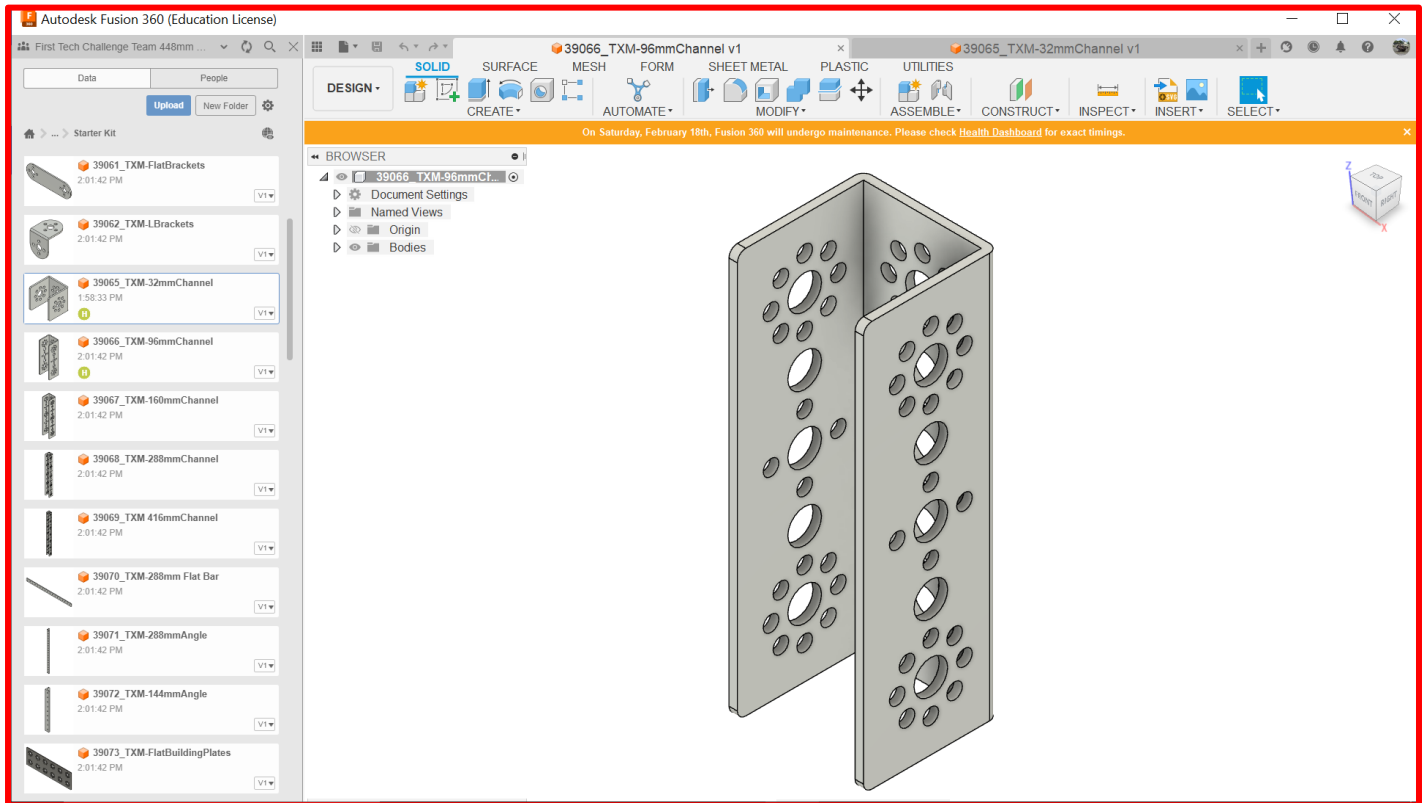 Autodesk Fusion 360 (Education License)
First Tech Challenge Team 448mm ...
39066_TXM-96mmChannel v1
39065_TXM-32mmChannel v1
Data
People
Upload
New Folder
> ... > Starter Kit
39061_TXM-FlatBrackets
2:01:42 PM
V1
39062_TXM-LBrackets
2:01:42 PM
V1
39065_TXM-32mmChannel
1:58:33 PM
H
V1
39066_TXM-96mmChannel
2:01:42 PM
H
V1
39067_TXM-160mmChannel
2:01:42 PM
V1
39068_TXM-288mmChannel
2:01:42 PM
V1
39069_TXM 416mmChannel
2:01:42 PM
V1
39070_TXM-288mm Flat Bar
2:01:42 PM
V1
39071_TXM-288mmAngle
2:01:42 PM
V1
39072_TXM-144mmAngle
2:01:42 PM
V1
39073_TXM-FlatBuildingPlates
2:01:42 PM
V1
DESIGN
SOLID SURFACE MESH FORM SHEET METAL PLASTIC UTILITIES
CREATE AUTOMATE MODIFY ASSEMBLE CONSTRUCT INSPECT INSERT SELECT
On Saturday, February 18th, Fusion 360 will undergo maintenance. Please check Health Dashboard for exact timings.
BROWSER
39066_TXM-96mmCh...
Document Settings
Named Views
Origin
Bodies
Z
TOP
FRONT
RIGHT
X